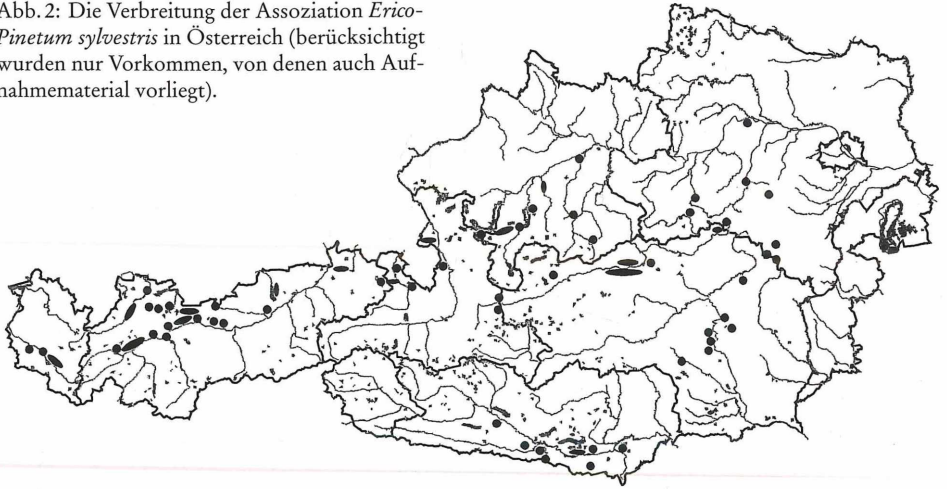 Abb. 2: Die Verbreitung der Assoziation Erico-
Pinetum sylvestris in Österreich (berücksichtigt
wurden nur Vorkommen, von denen auch Auf-
nahmematerial vorliegt).